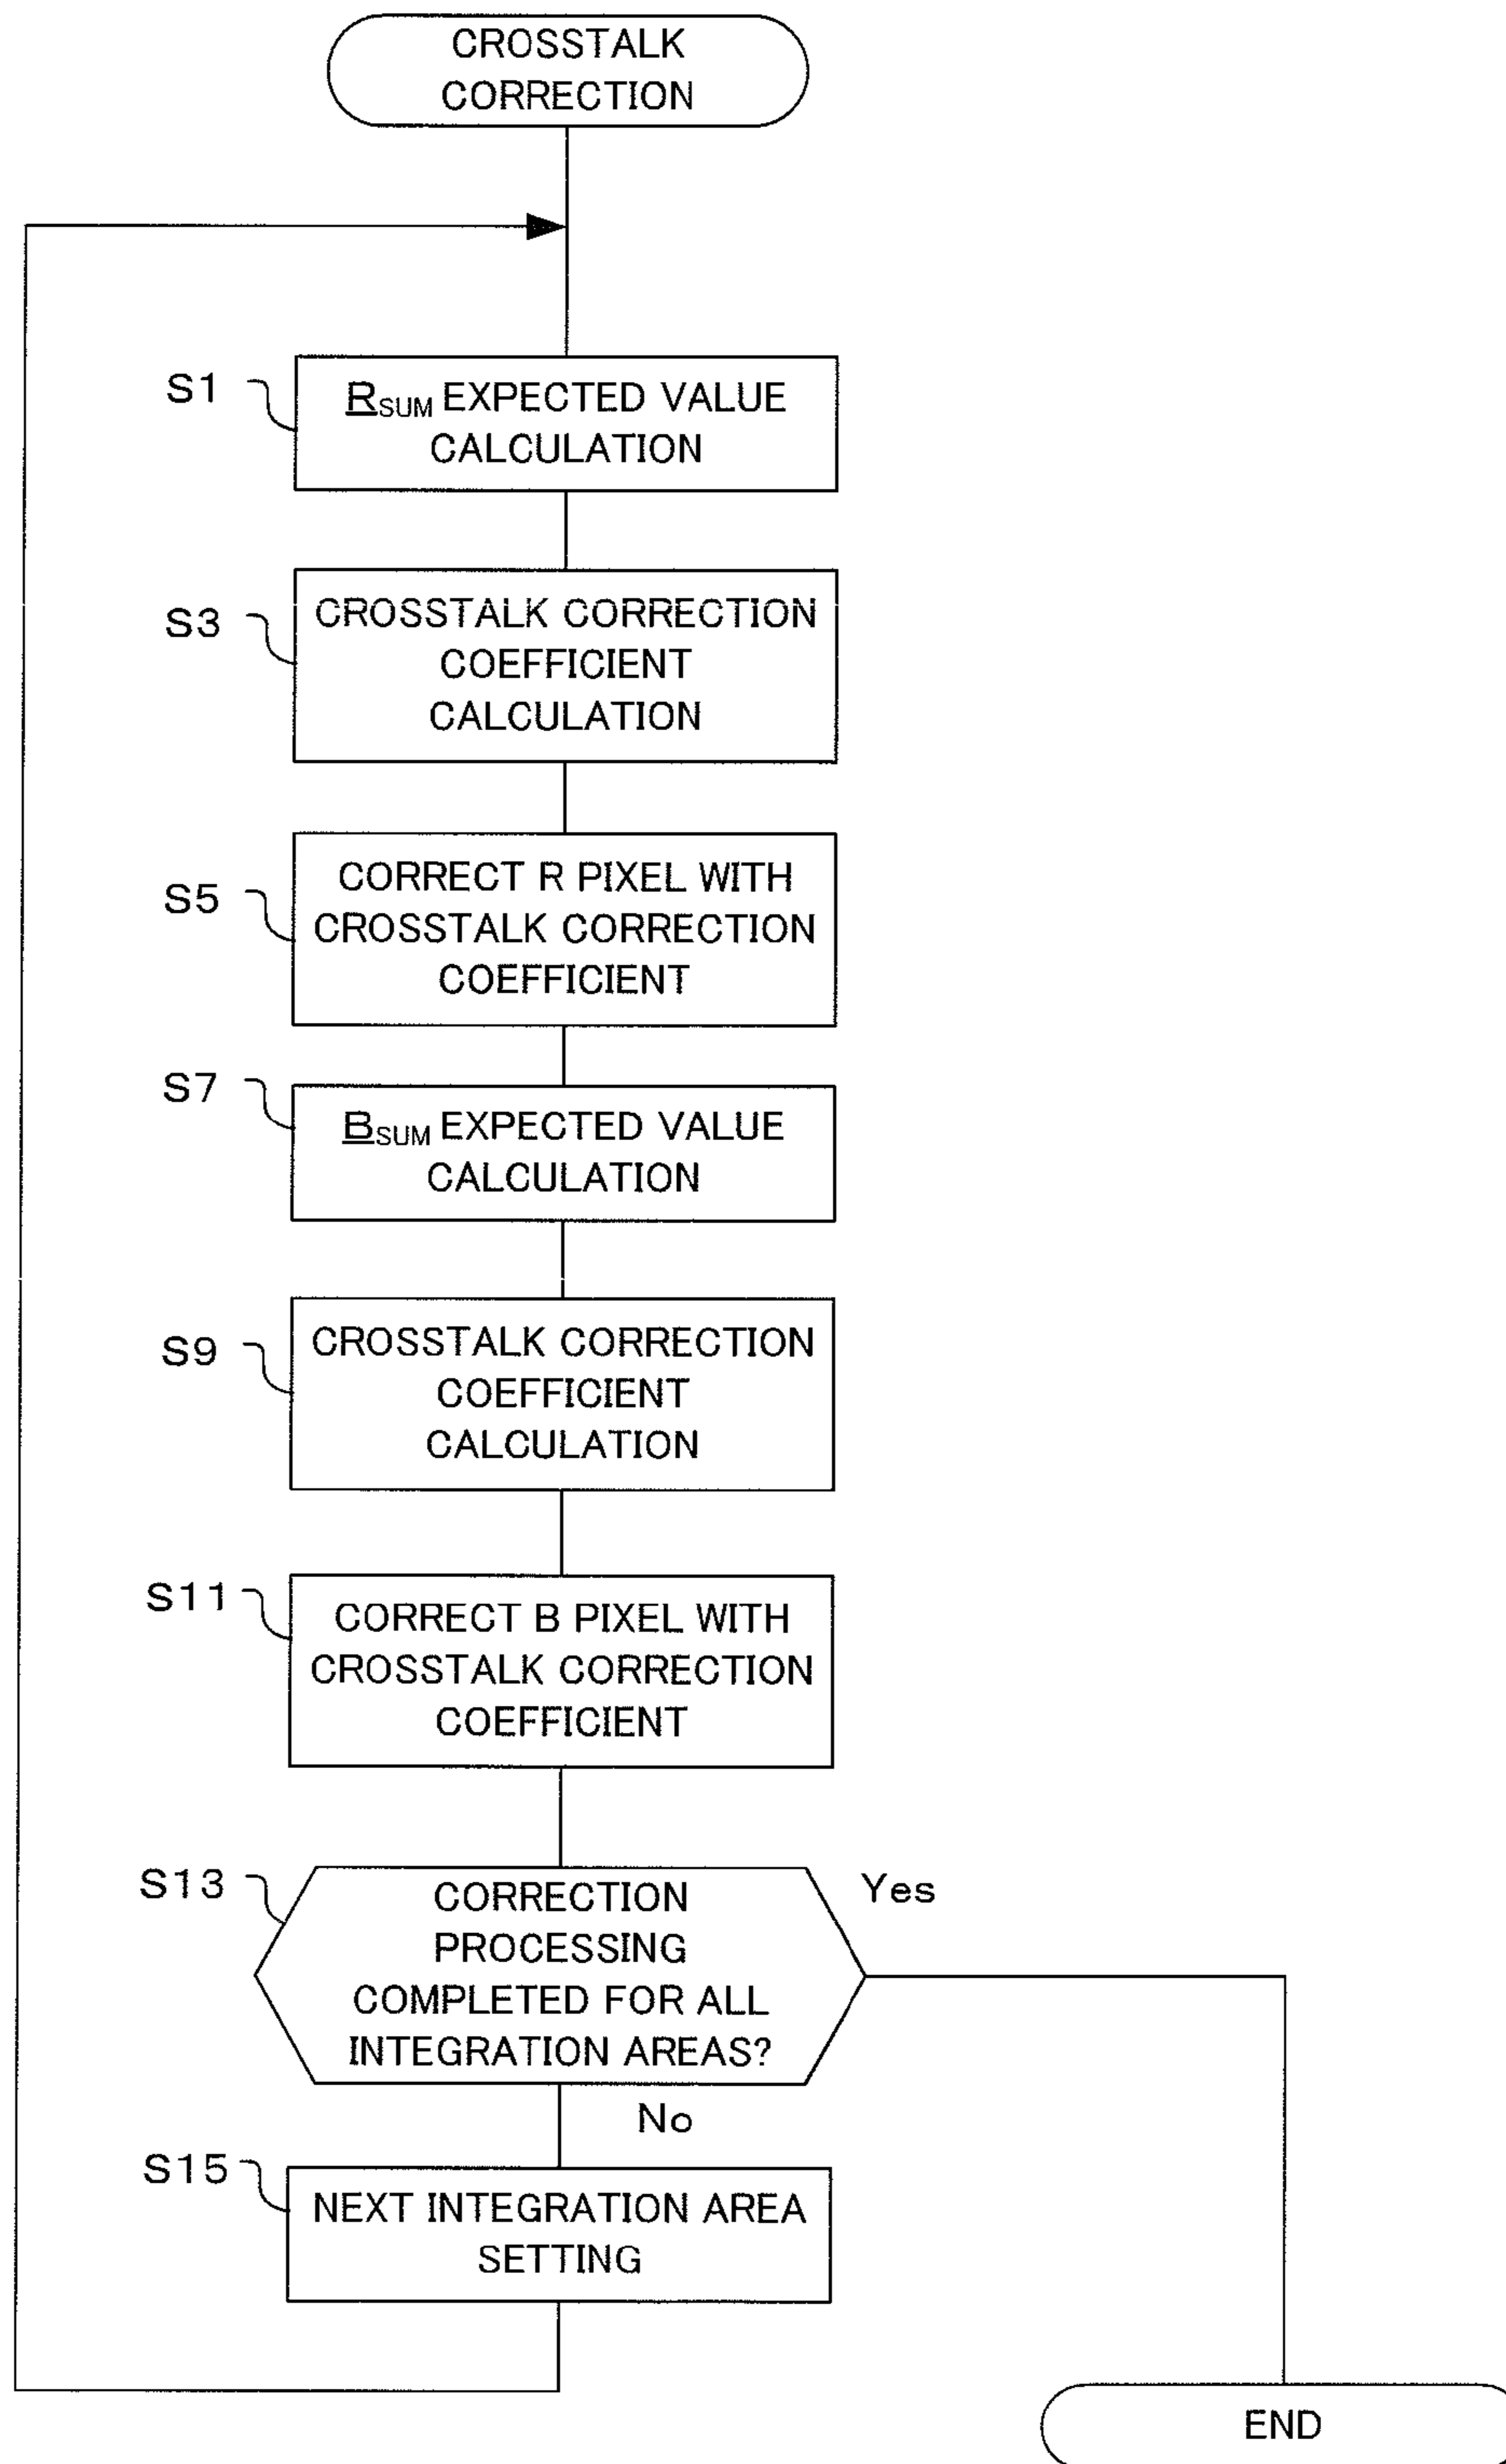 CROSSTALK
CORRECTION
S1
RSUM EXPECTED VALUE
CALCULATION
S3
CROSSTALK CORRECTION
COEFFICIENT
CALCULATION
S5
CORRECT R PIXEL WITH
CROSSTALK CORRECTION
COEFFICIENT
S7
BSUM EXPECTED VALUE
CALCULATION
S9
CROSSTALK CORRECTION
COEFFICIENT
CALCULATION
S11
CORRECT B PIXEL WITH
CROSSTALK CORRECTION
COEFFICIENT
S13
CORRECTION
PROCESSING
COMPLETED FOR ALL
INTEGRATION AREAS?
Yes
No
S15
NEXT INTEGRATION AREA
SETTING
END